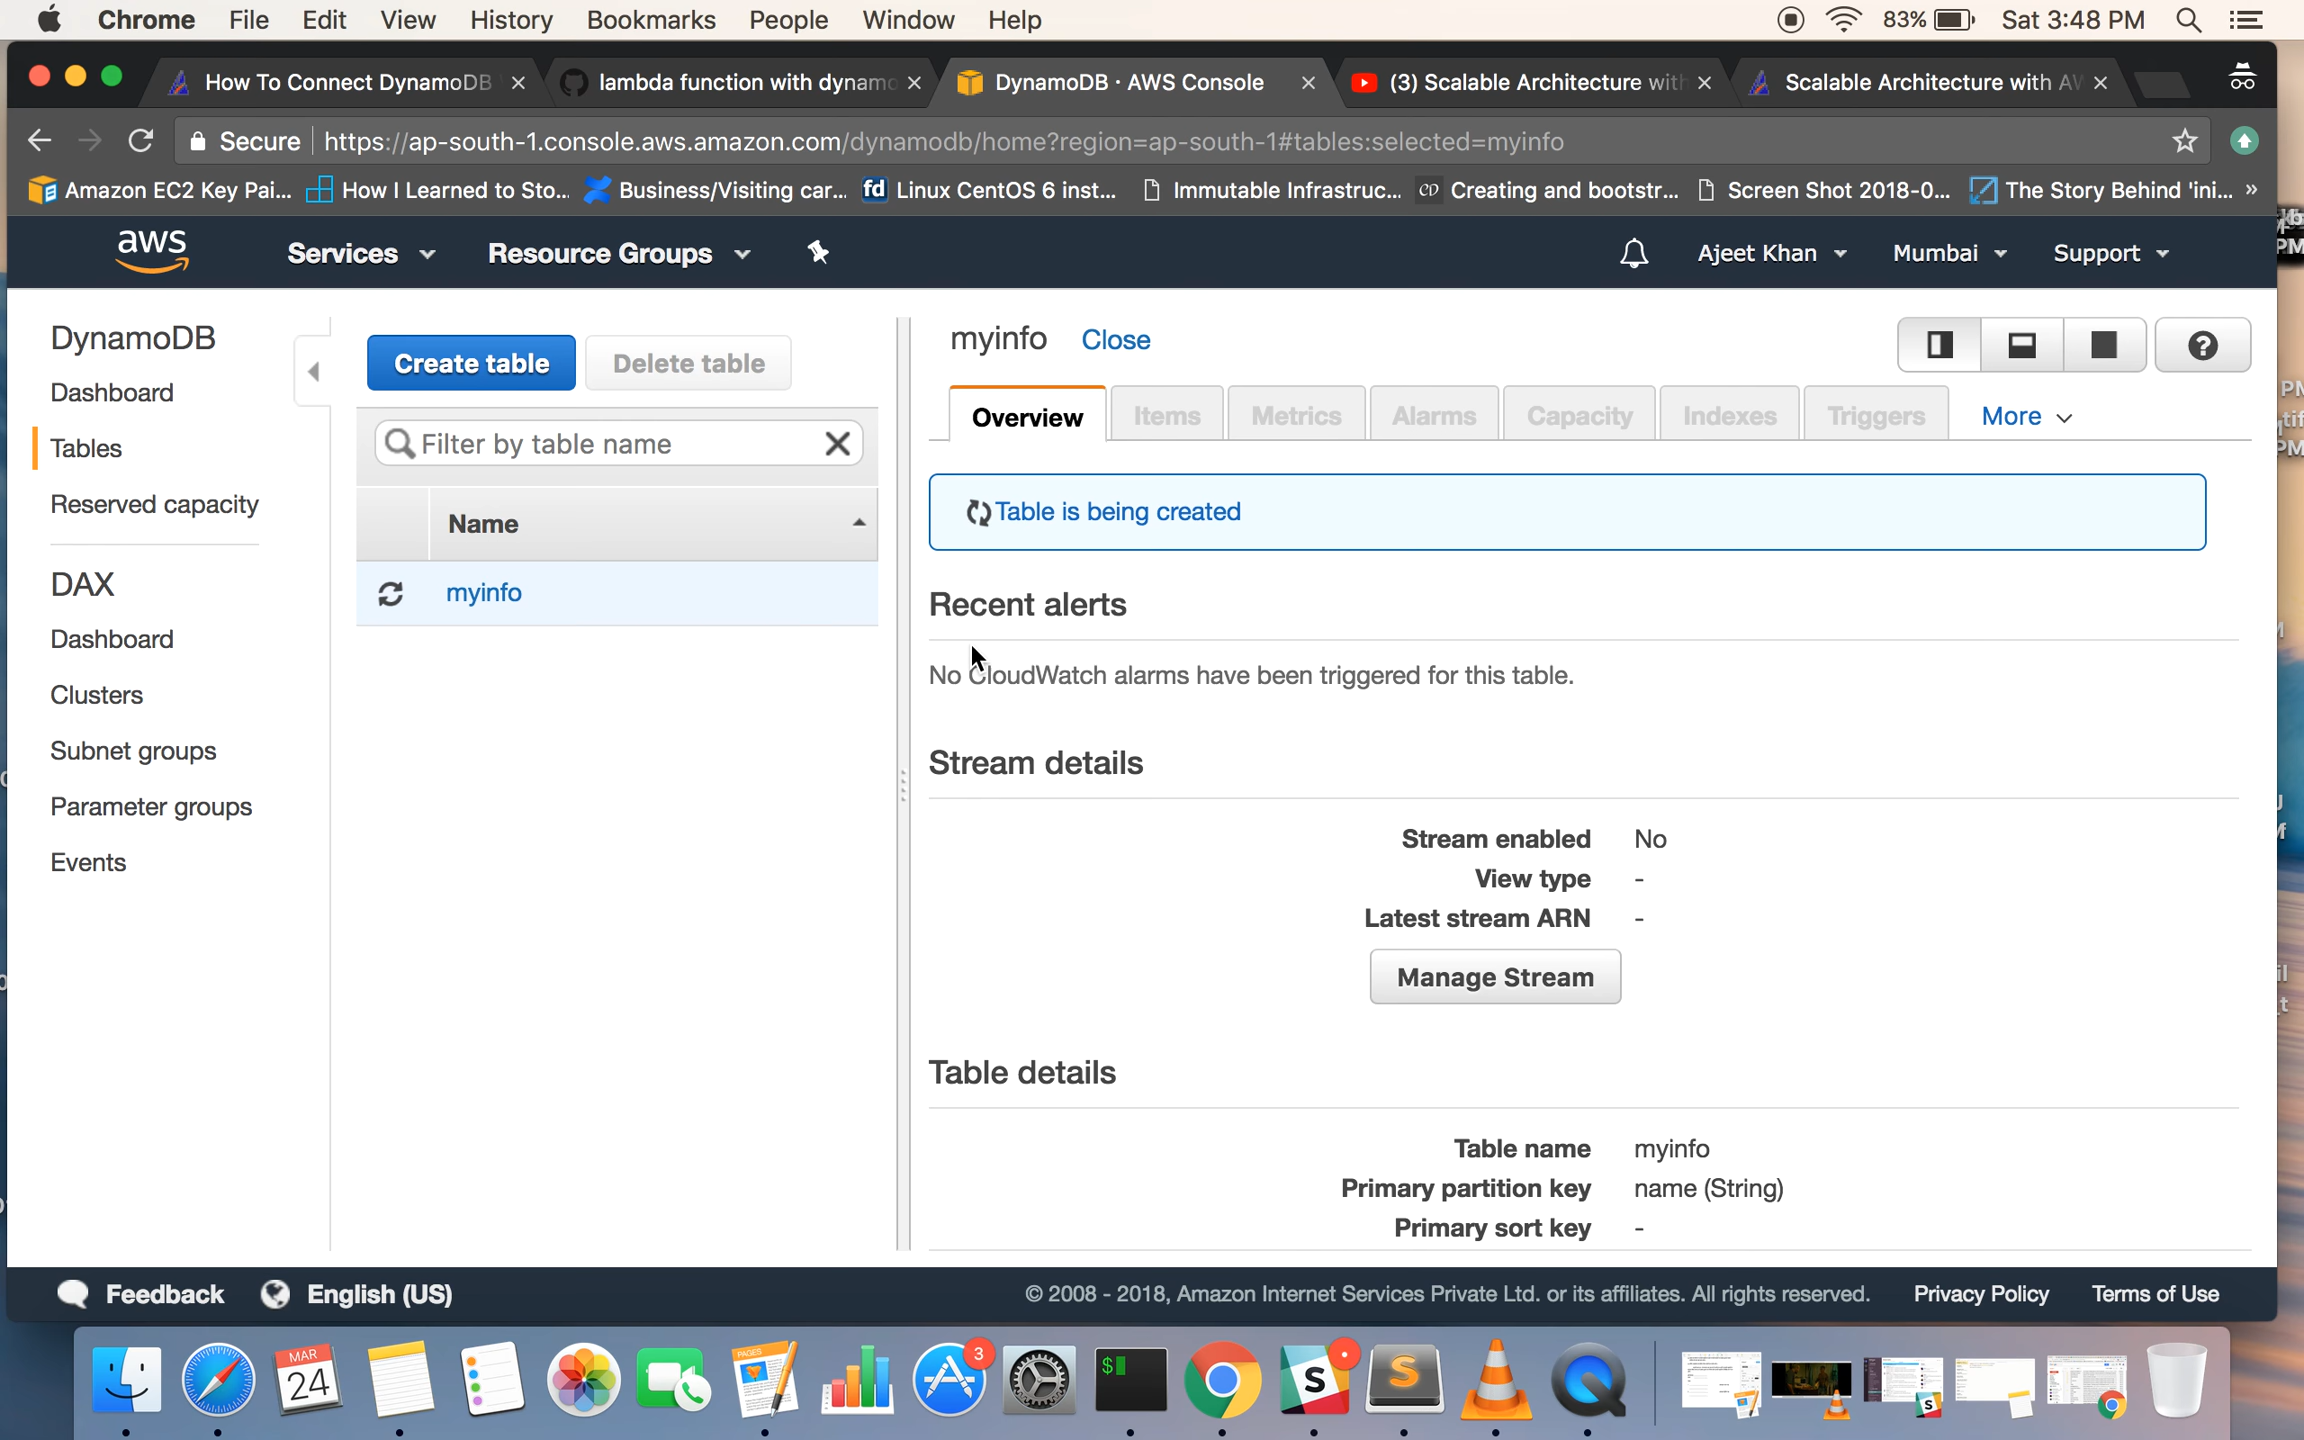 Chrome File Edit View History Bookmarks People Window Help 83% Sat 3:48 PM
How To Connect DynamoDB
lambda function with dynamo
DynamoDB · AWS Console
(3) Scalable Architecture with
Scalable Architecture with AW
Secure https://ap-south-1.console.aws.amazon.com/dynamodb/home?region=ap-south-1#tables:selected=myinfo
Amazon EC2 Key Pai... How I Learned to Sto... Business/Visiting car... fd Linux CentOS 6 inst... Immutable Infrastruc... Creating and bootstr... Screen Shot 2018-0... The Story Behind 'ini... »
aws Services Resource Groups Ajeet Khan Mumbai Support
DynamoDB
Dashboard
Tables
Reserved capacity
DAX
Dashboard
Clusters
Subnet groups
Parameter groups
Events
Create table Delete table
Filter by table name
Name
myinfo
myinfo Close
Overview Items Metrics Alarms Capacity Indexes Triggers More
Table is being created
Recent alerts
No CloudWatch alarms have been triggered for this table.
Stream details
Stream enabled No
View type -
Latest stream ARN -
Manage Stream
Table details
Table name myinfo
Primary partition key name (String)
Primary sort key -
Feedback English (US) © 2008 - 2018, Amazon Internet Services Private Ltd. or its affiliates. All rights reserved. Privacy Policy Terms of Use
MAR
24
PAGES
3
$
S
S